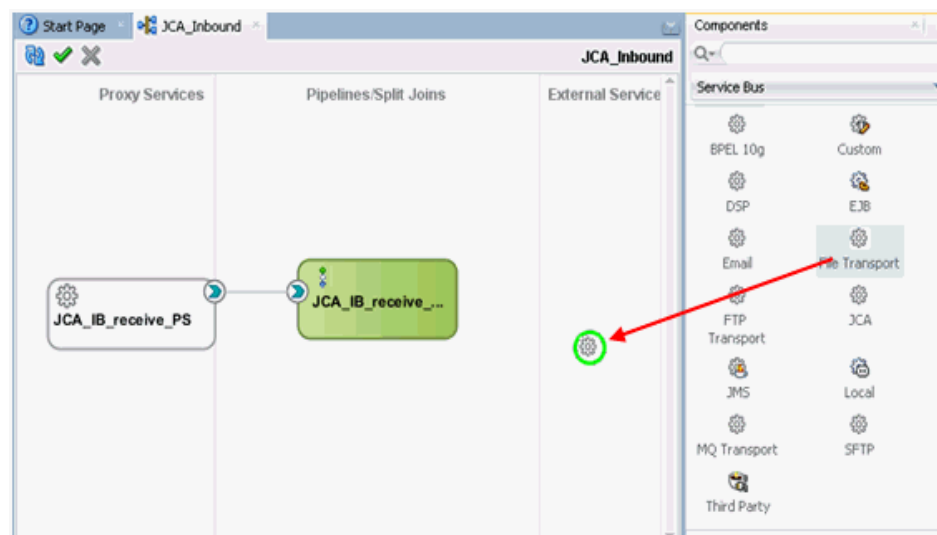 Start Page
JCA_Inbound
Components
JCA_Inbound
Service Bus
Proxy Services
Pipelines/Split Joins
External Service
BPEL 10g
Custom
DSP
EJB
Email
File Transport
JCA_IB_receive_PS
JCA_IB_receive_...
FTP
Transport
JCA
JMS
Local
MQ Transport
SFTP
Third Party